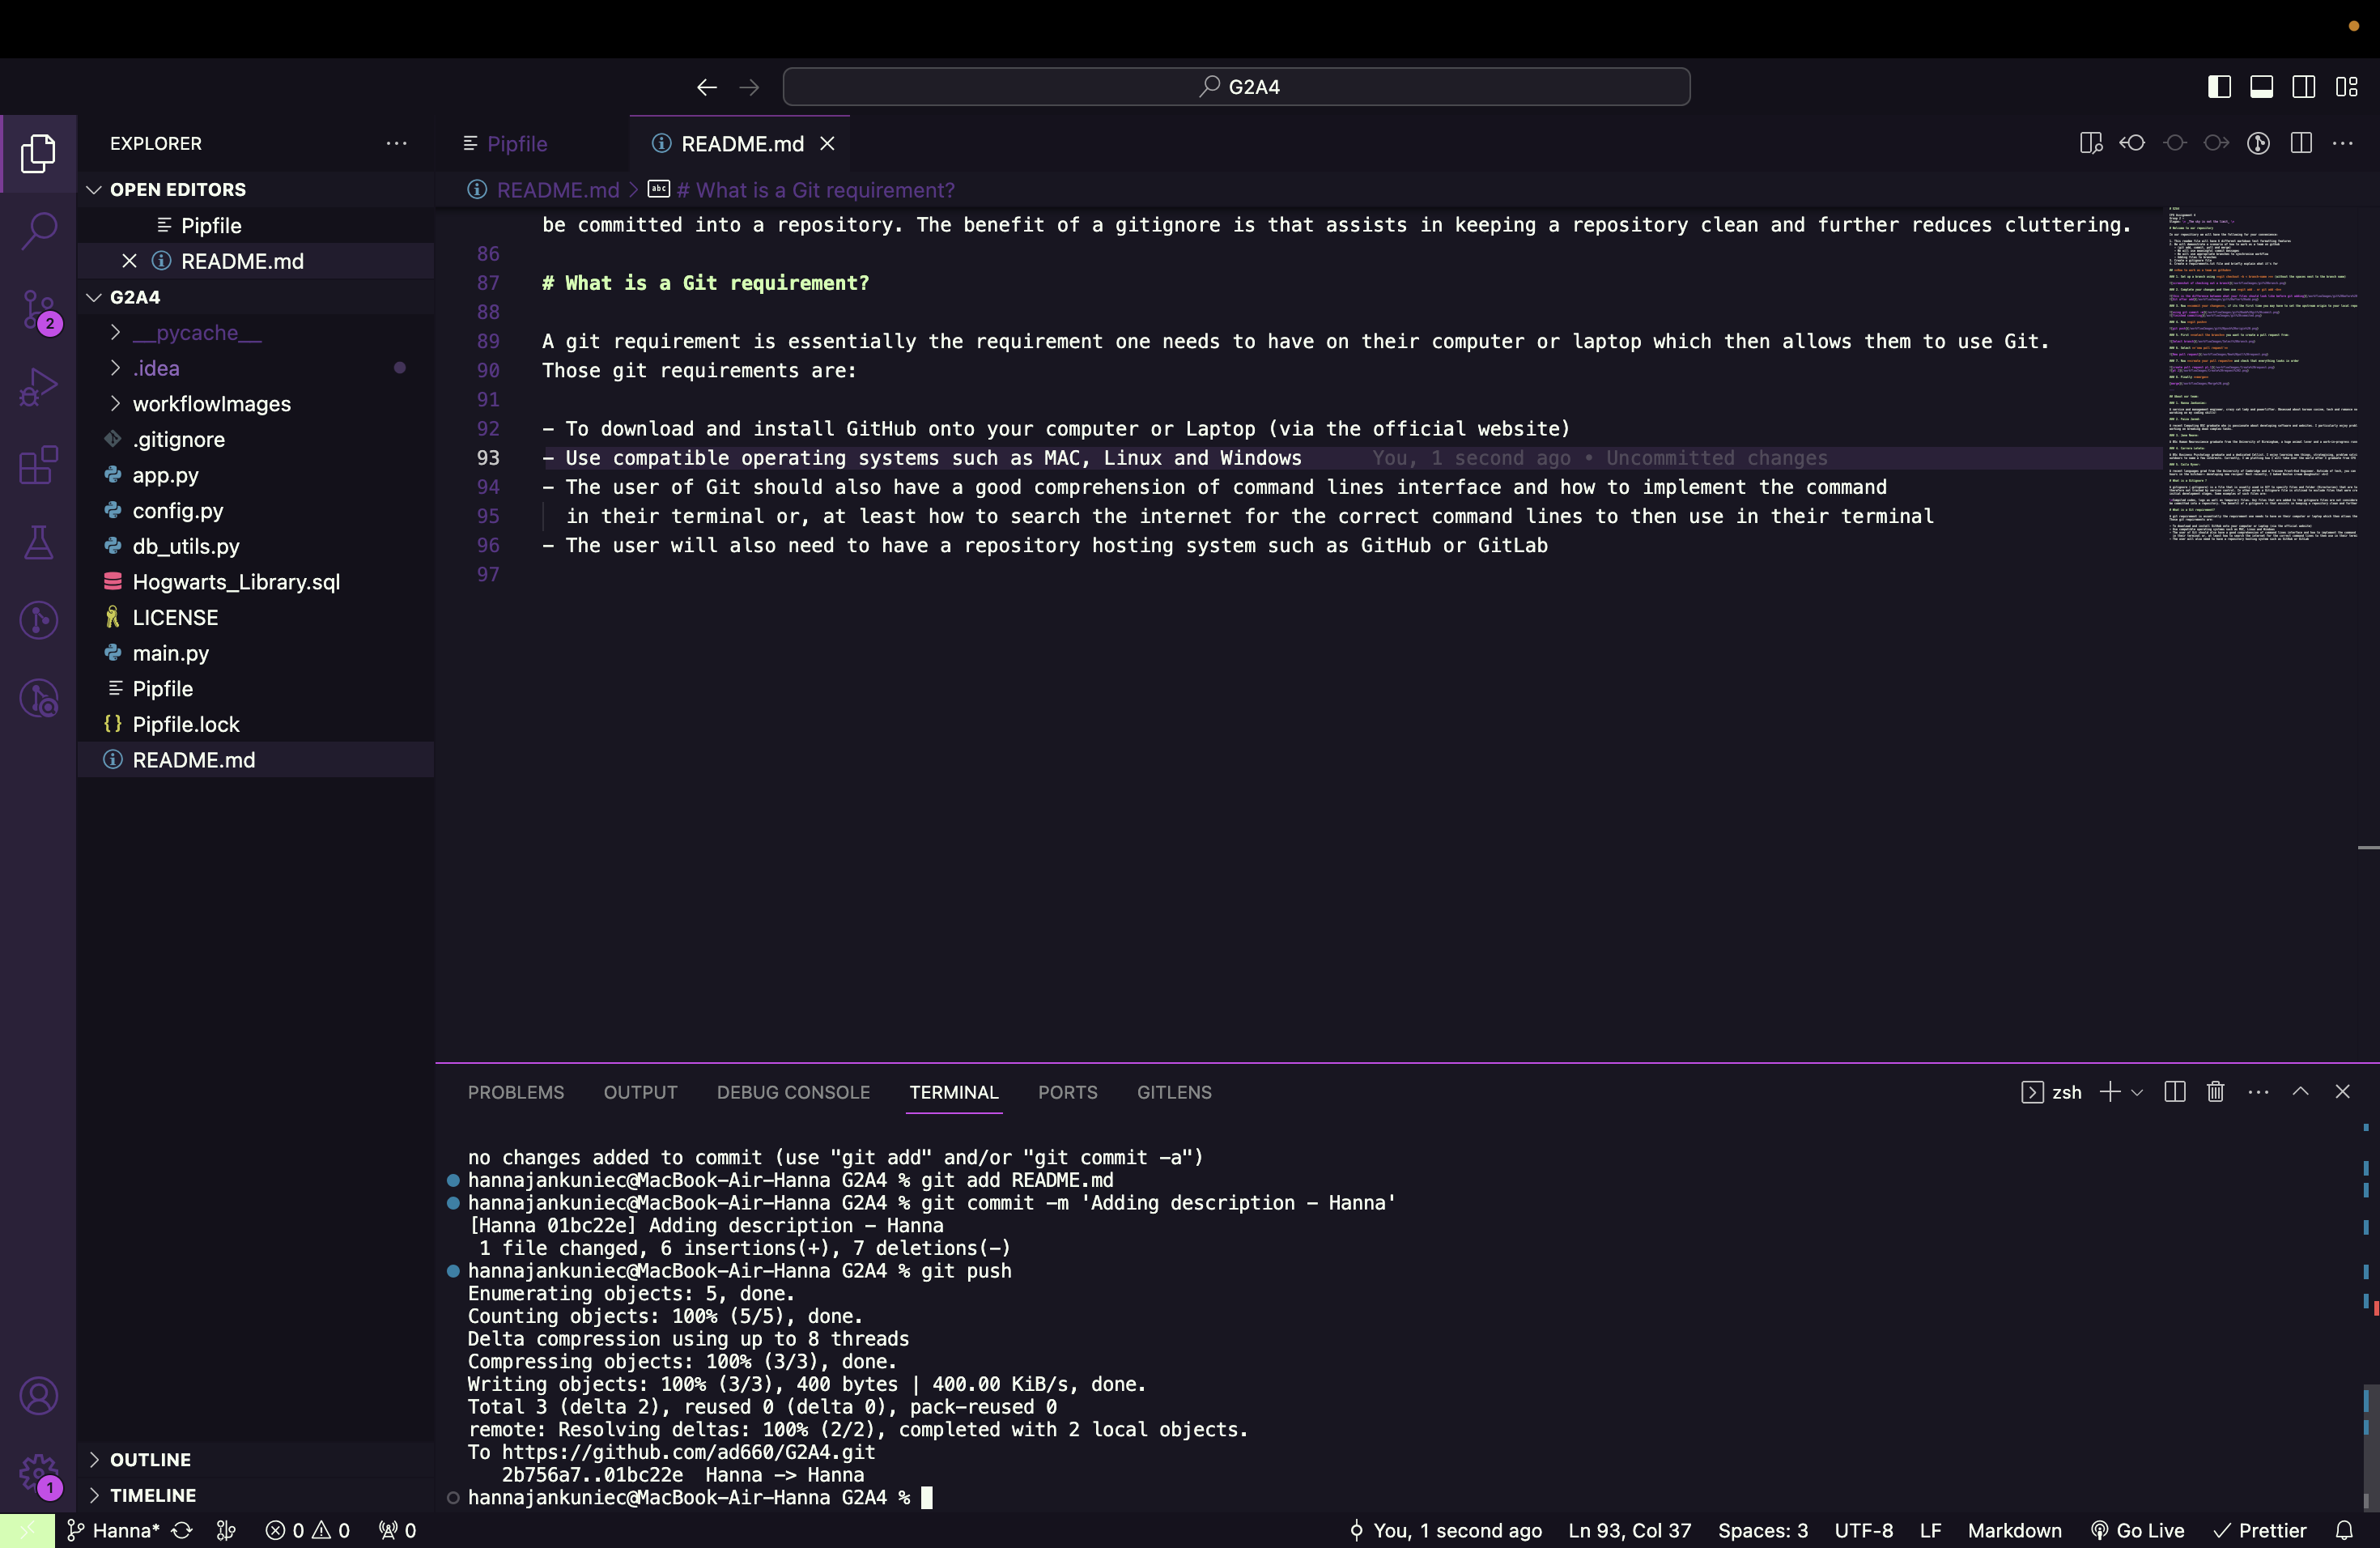 G2A4
EXPLORER
OPEN EDITORS
Pipfile
README.md
G2A4
__pycache__
.idea
workflowImages
.gitignore
app.py
config.py
db_utils.py
Hogwarts_Library.sql
LICENSE
main.py
Pipfile
Pipfile.lock
README.md
OUTLINE
TIMELINE
2
1
Pipfile
README.md
README.md > # What is a Git requirement?
be committed into a repository. The benefit of a gitignore is that assists in keeping a repository clean and further reduces cluttering.
86
87 # What is a Git requirement?
88
89 A git requirement is essentially the requirement one needs to have on their computer or laptop which then allows them to use Git.
90 Those git requirements are:
91
92 - To download and install GitHub onto your computer or Laptop (via the official website)
93 - Use compatible operating systems such as MAC, Linux and Windows You, 1 second ago • Uncommitted changes
94 - The user of Git should also have a good comprehension of command lines interface and how to implement the command
95 in their terminal or, at least how to search the internet for the correct command lines to then use in their terminal
96 - The user will also need to have a repository hosting system such as GitHub or GitLab
97
PROBLEMS OUTPUT DEBUG CONSOLE TERMINAL PORTS GITLENS
zsh
no changes added to commit (use "git add" and/or "git commit -a")
hannajankuniec@MacBook-Air-Hanna G2A4 % git add README.md
hannajankuniec@MacBook-Air-Hanna G2A4 % git commit -m 'Adding description - Hanna'
[Hanna 01bc22e] Adding description - Hanna
1 file changed, 6 insertions(+), 7 deletions(-)
hannajankuniec@MacBook-Air-Hanna G2A4 % git push
Enumerating objects: 5, done.
Counting objects: 100% (5/5), done.
Delta compression using up to 8 threads
Compressing objects: 100% (3/3), done.
Writing objects: 100% (3/3), 400 bytes | 400.00 KiB/s, done.
Total 3 (delta 2), reused 0 (delta 0), pack-reused 0
remote: Resolving deltas: 100% (2/2), completed with 2 local objects.
To https://github.com/ad660/G2A4.git
2b756a7..01bc22e Hanna -> Hanna
hannajankuniec@MacBook-Air-Hanna G2A4 %
Hanna* 0 0 0 You, 1 second ago Ln 93, Col 37 Spaces: 3 UTF-8 LF Markdown Go Live Prettier